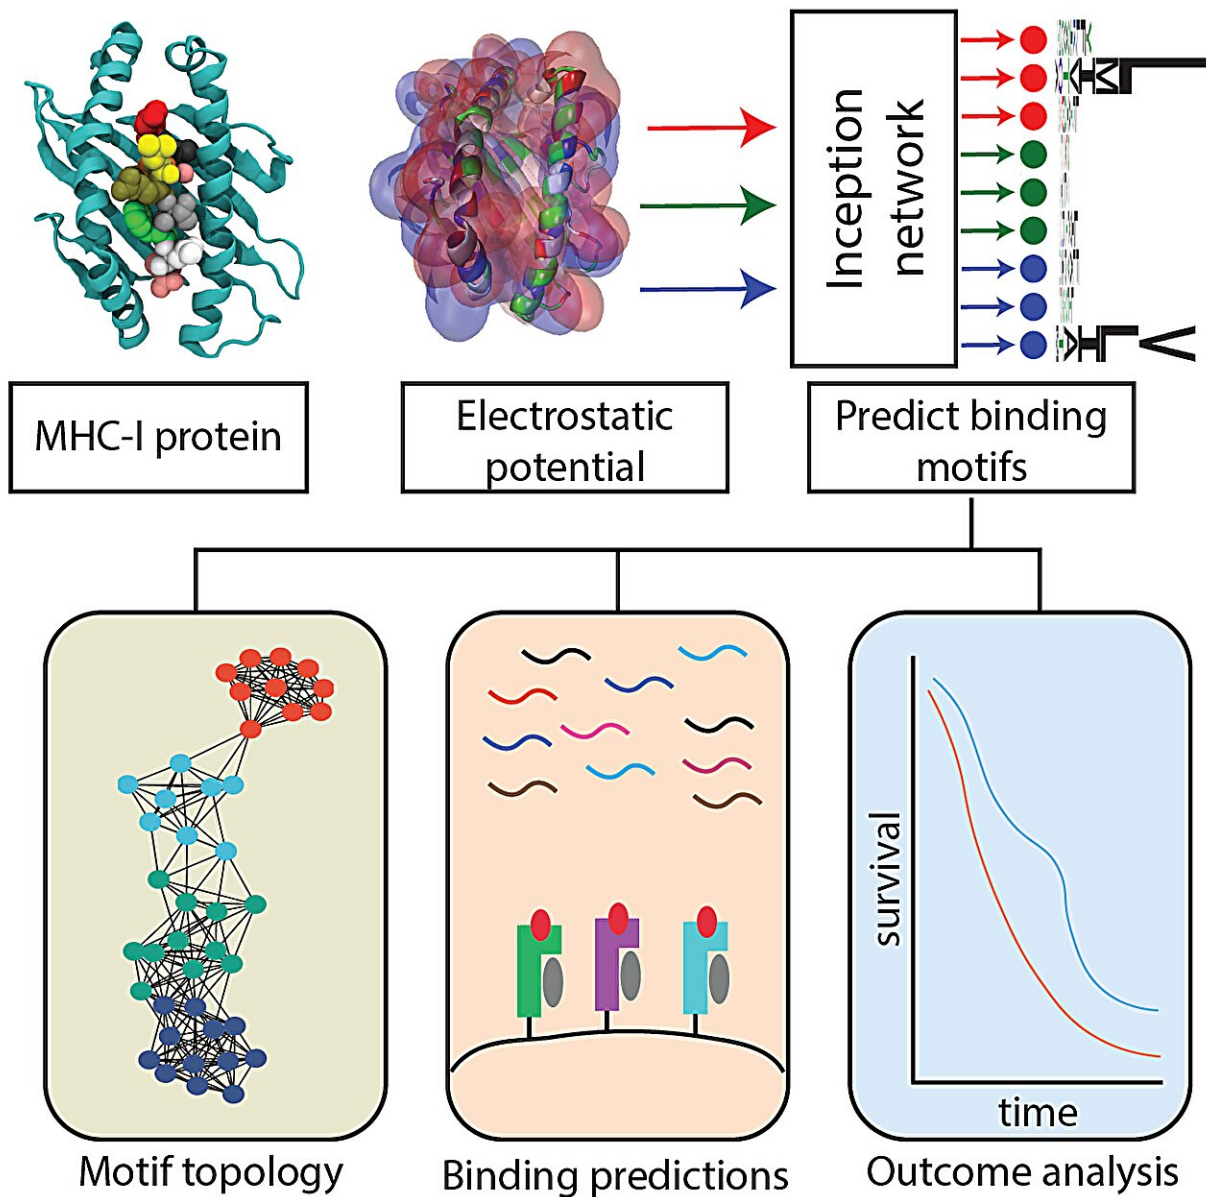 Inception
network
MHC-I protein
Electrostatic
potential
Predict binding
motifs
survival
time
Motif topology
Binding predictions
Outcome analysis